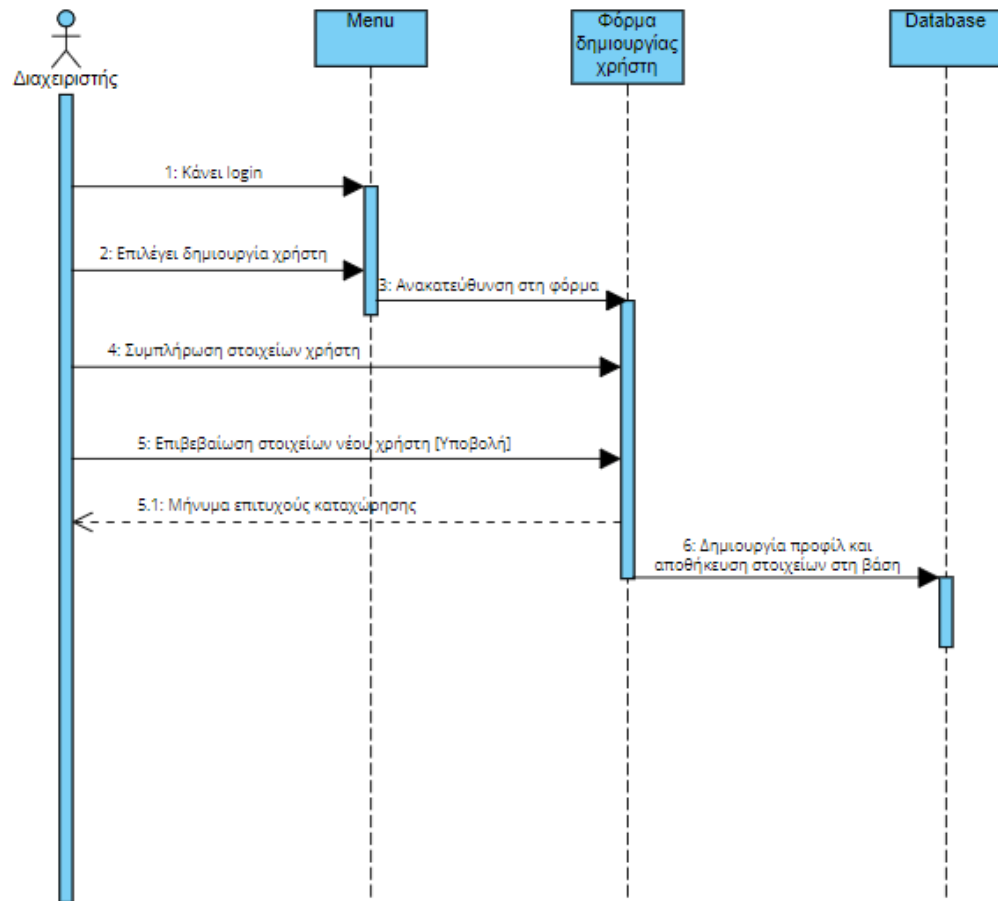 Menu
Φόρμα
δημιουργίας
χρήστη
Database
Διαχειριστής
1: Κάνει login
2: Επιλέγει δημιουργία χρήστη
3: Ανακατεύθυνση στη φόρμα
4: Συμπλήρωση στοιχείων χρήστη
5: Επιβεβαίωση στοιχείων νέου χρήστη [Υποβολή]
5.1: Μήνυμα επιτυχούς καταχώρησης
6: Δημιουργία προφίλ και
αποθήκευση στοιχείων στη βάση